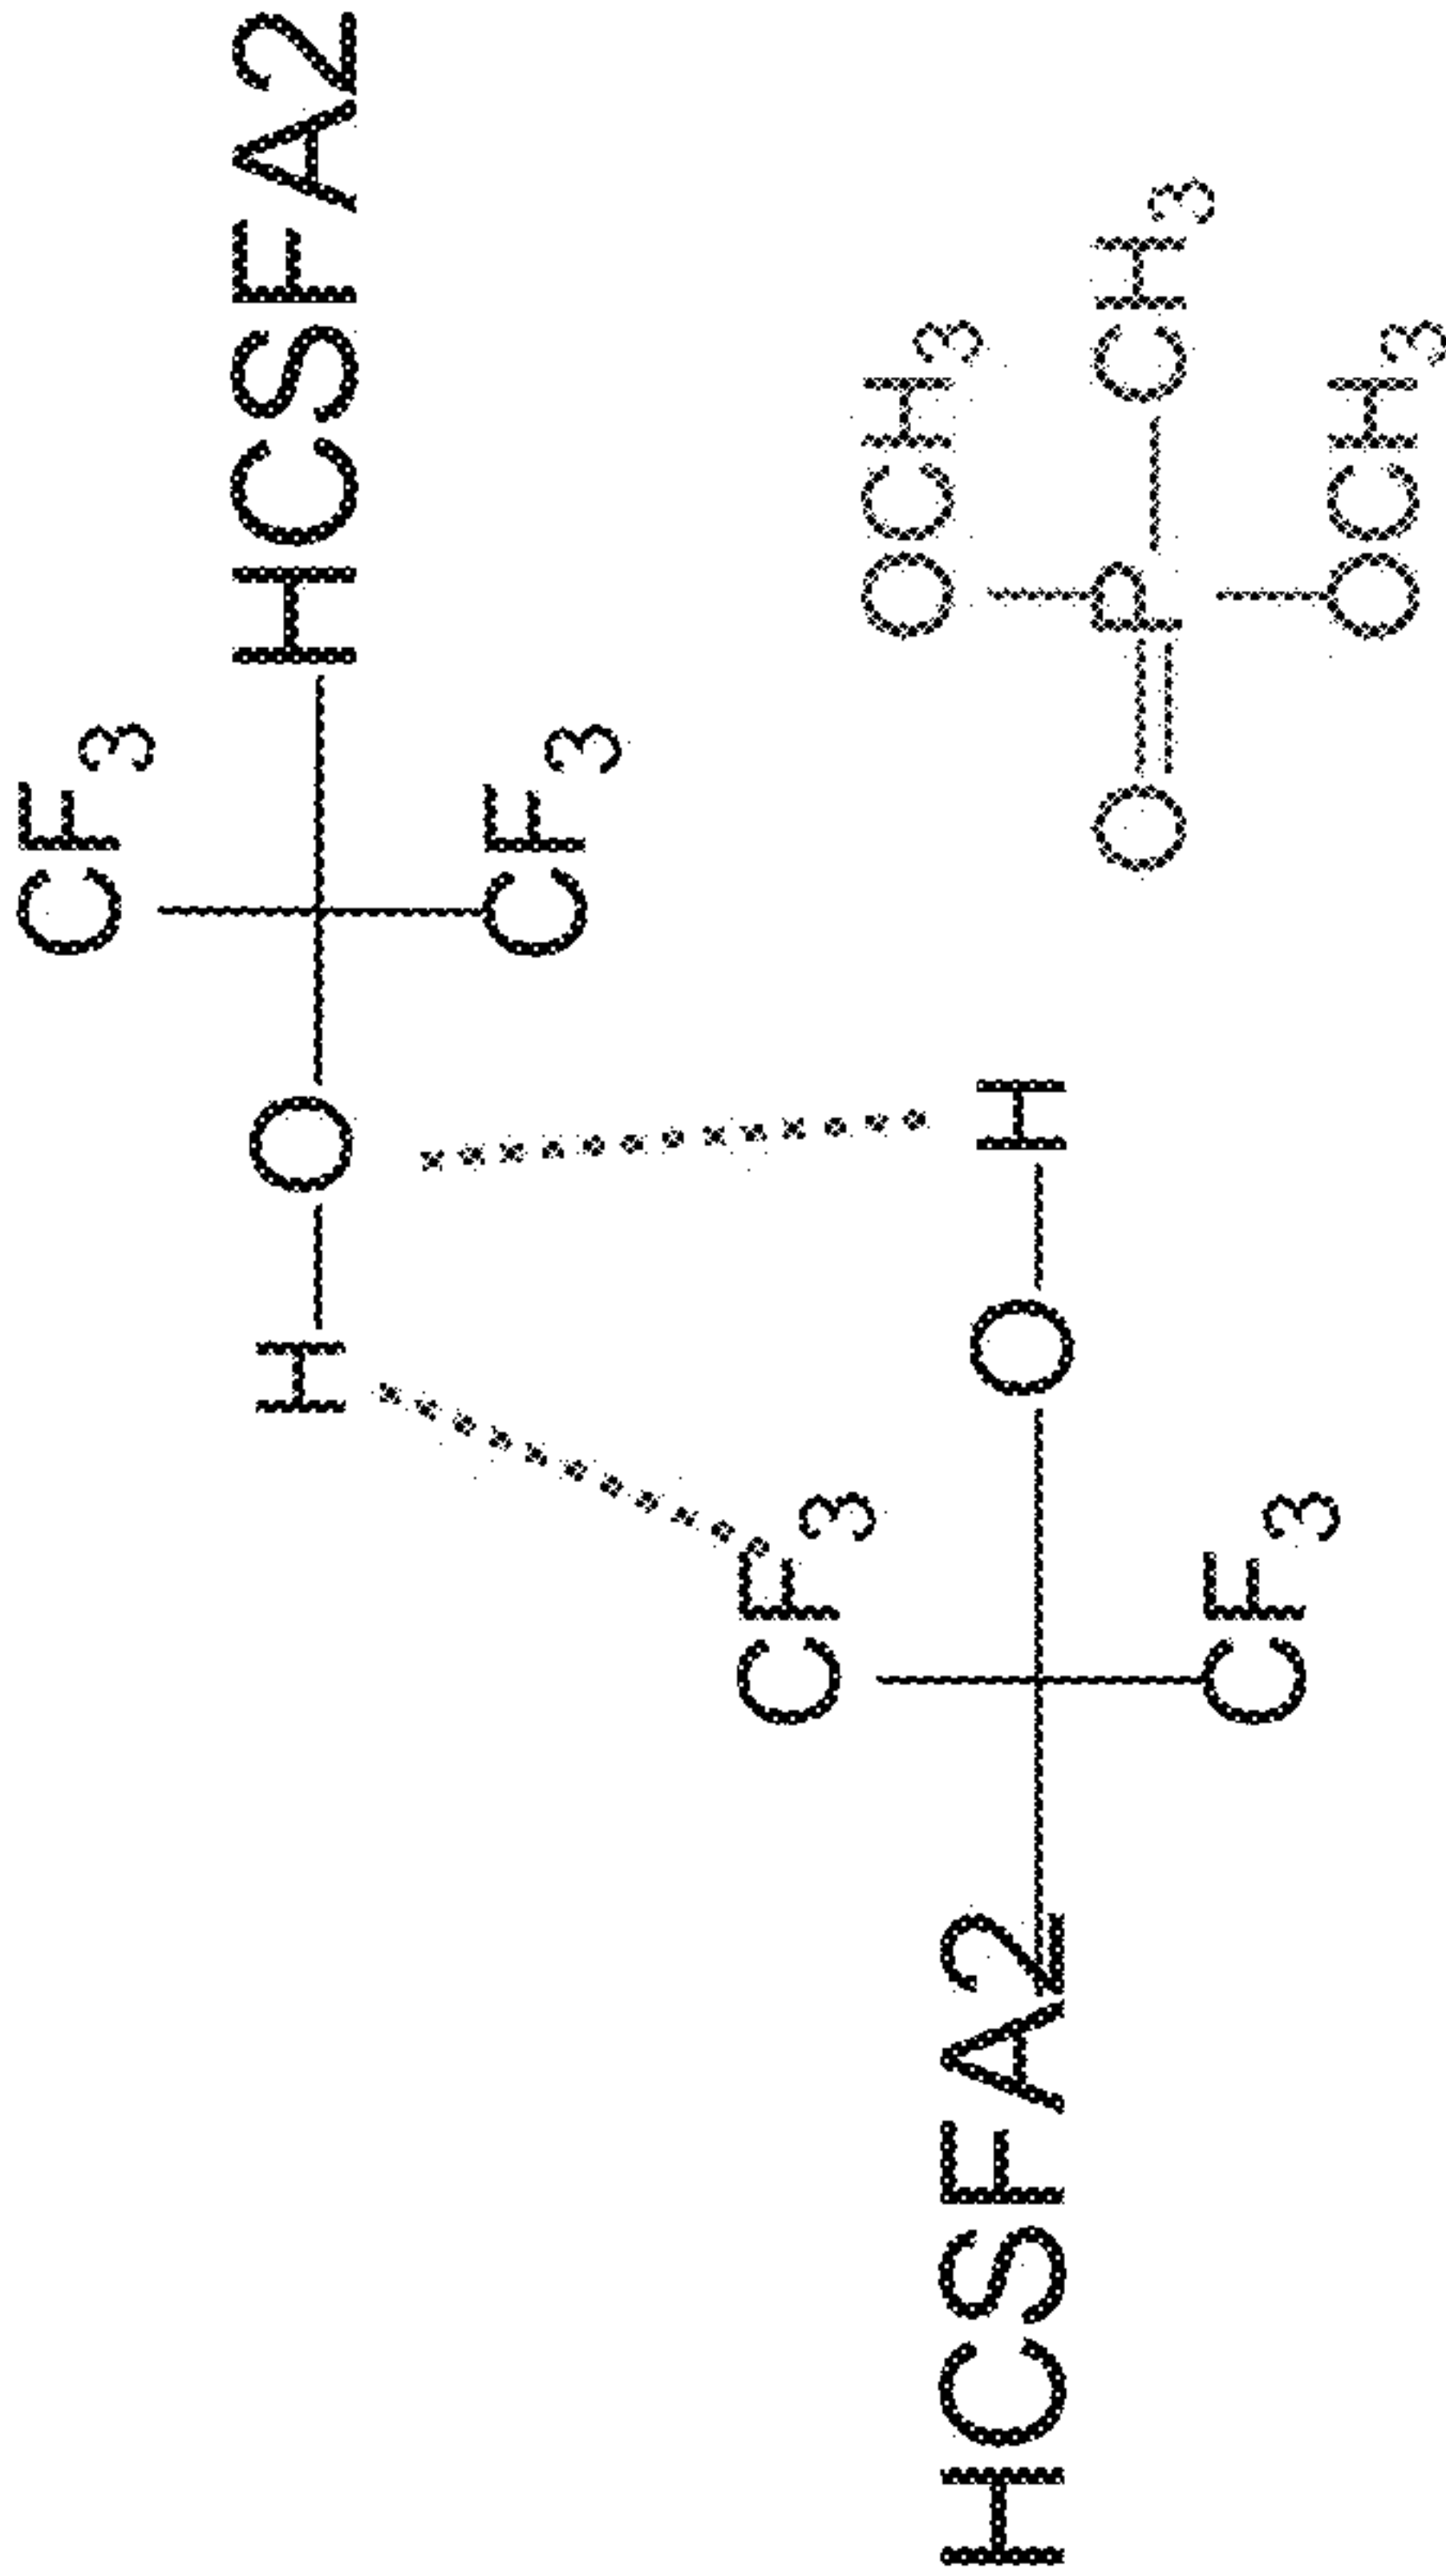 CF₃
H O HCSFA2
CF₃
CF₃
OCH₃
HCSFA2 O H
O P CH₃
CF₃
OCH₃